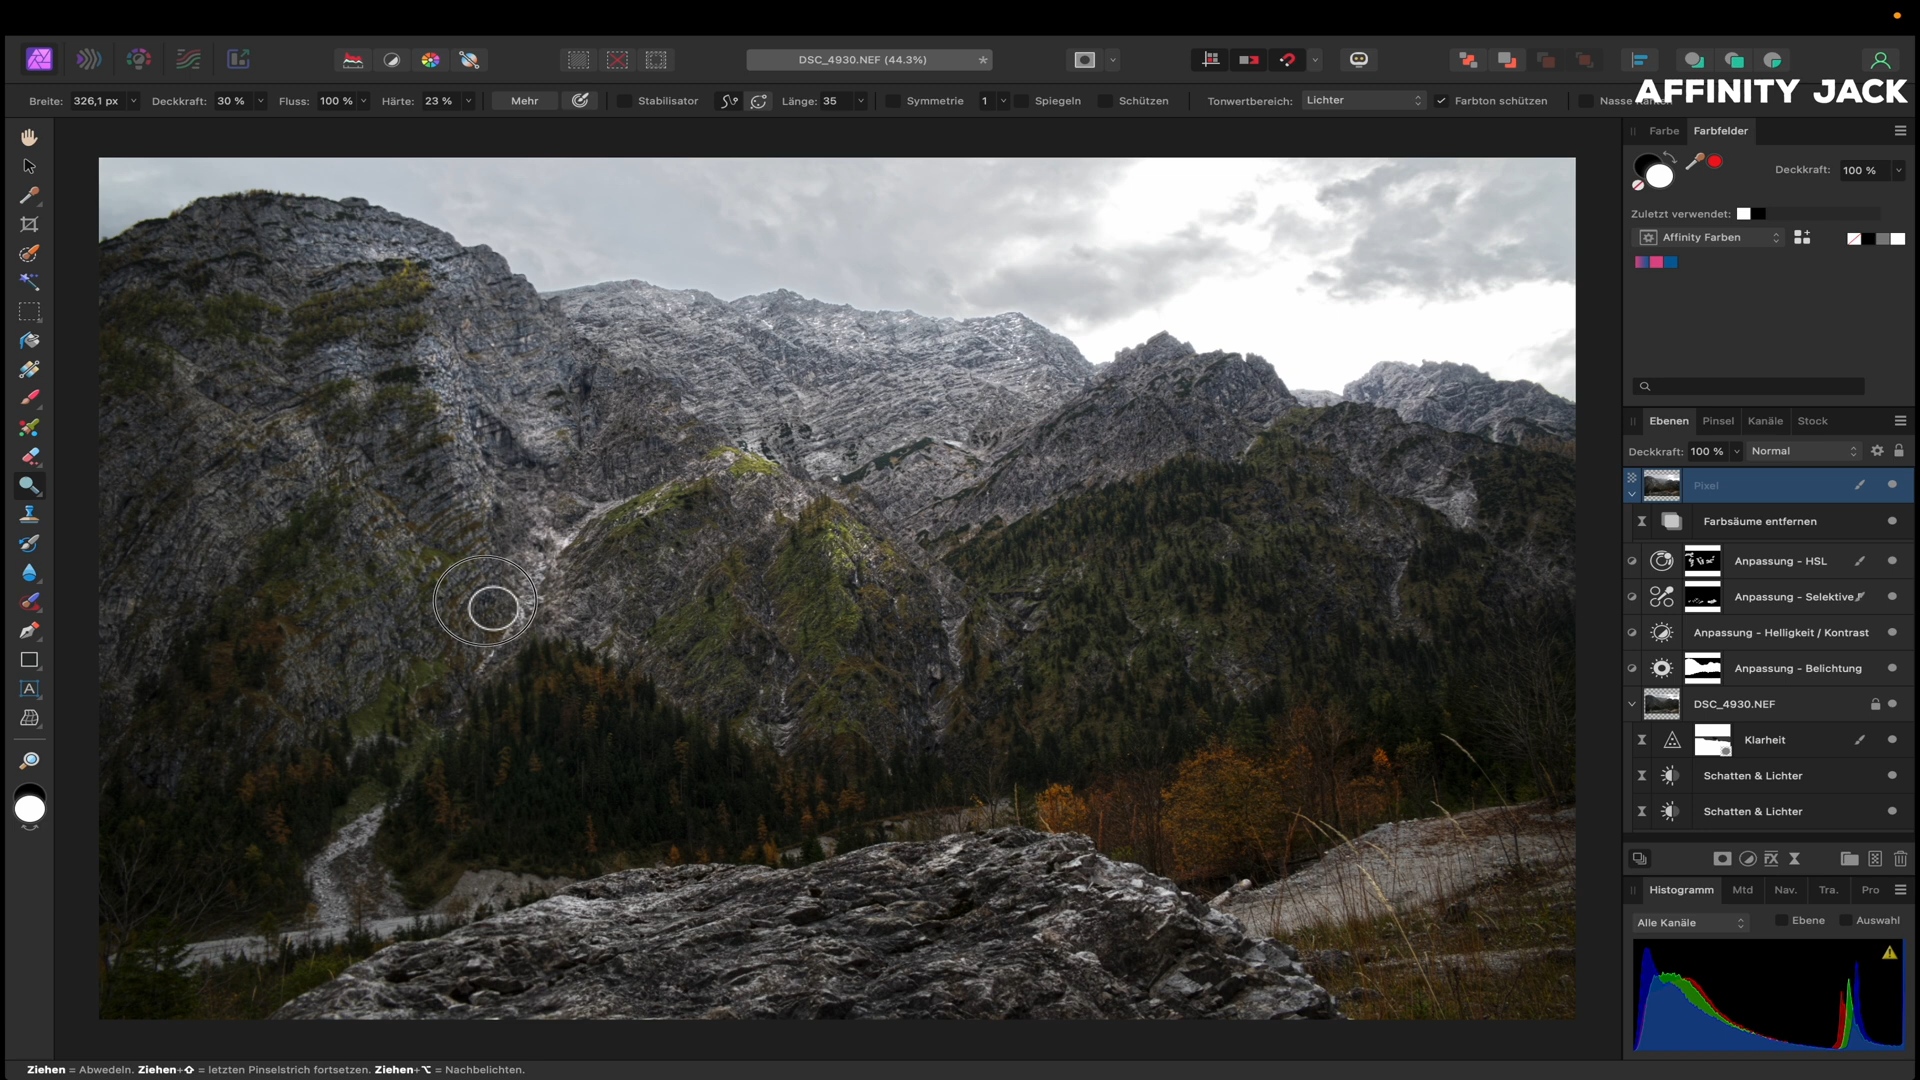 DSC_4930.NEF (44.3%)
*
Breite: 326,1 px Deckkraft: 30 % Fluss: 100 % Härte: 23 % Mehr Stabilisator Länge: 35 Symmetrie 1 Spiegeln Schützen Tonwertbereich: Lichter Farbton schützen
AFFINITY JACK
Farbe Farbfelder
Deckkraft: 100 %
Zuletzt verwendet:
Affinity Farben
Ebenen Pinsel Kanäle Stock
Deckkraft: 100 % Normal
Pixel
Farbsäume entfernen
Anpassung - HSL
Anpassung - Selektive
Anpassung - Helligkeit / Kontrast
Anpassung - Belichtung
DSC_4930.NEF
Klarheit
Schatten & Lichter
Schatten & Lichter
FX
Histogramm Mtd Nav. Tra. Pro
Alle Kanäle Ebene Auswahl
A
Ziehen = Abwedeln. Ziehen+⇧ = letzten Pinselstrich fortsetzen. Ziehen+⌥ = Nachbelichten.